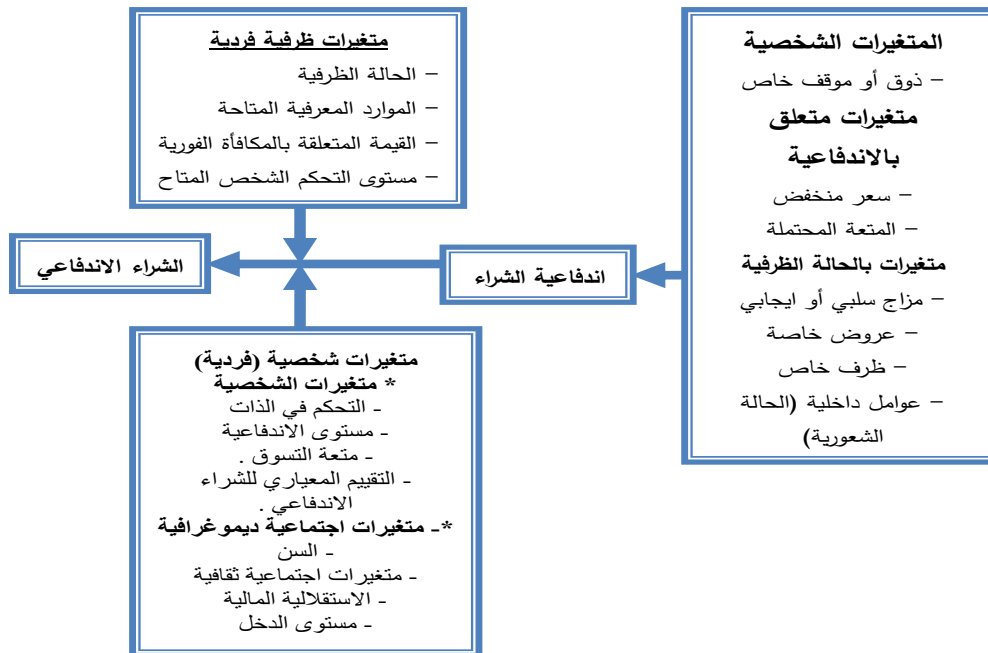 متغيرات ظرفية فردية
– الحالة الظرفية
– الموارد المعرفية المتاحة
– القيمة المتعلقة بالمكافأة الفورية
– مستوى التحكم الشخص المتاح
المتغيرات الشخصية
– ذوق أو موقف خاص
متغيرات متعلق
بالاندفاعية
– سعر منخفض
– المتعة المحتملة
متغيرات بالحالة الظرفية
– مزاج سلبي أو ايجابي
– عروض خاصة
– ظرف خاص
– عوامل داخلية (الحالة
الشعورية)
اندفاعية الشراء
الشراء الاندفاعي
متغيرات شخصية (فردية)
* متغيرات الشخصية
- التحكم في الذات
- مستوى الاندفاعية
- متعة التسوق .
- التقييم المعياري للشراء
الاندفاعي .
*- متغيرات اجتماعية ديموغرافية
- السن
- متغيرات اجتماعية ثقافية
- الاستقلالية المالية
- مستوى الدخل